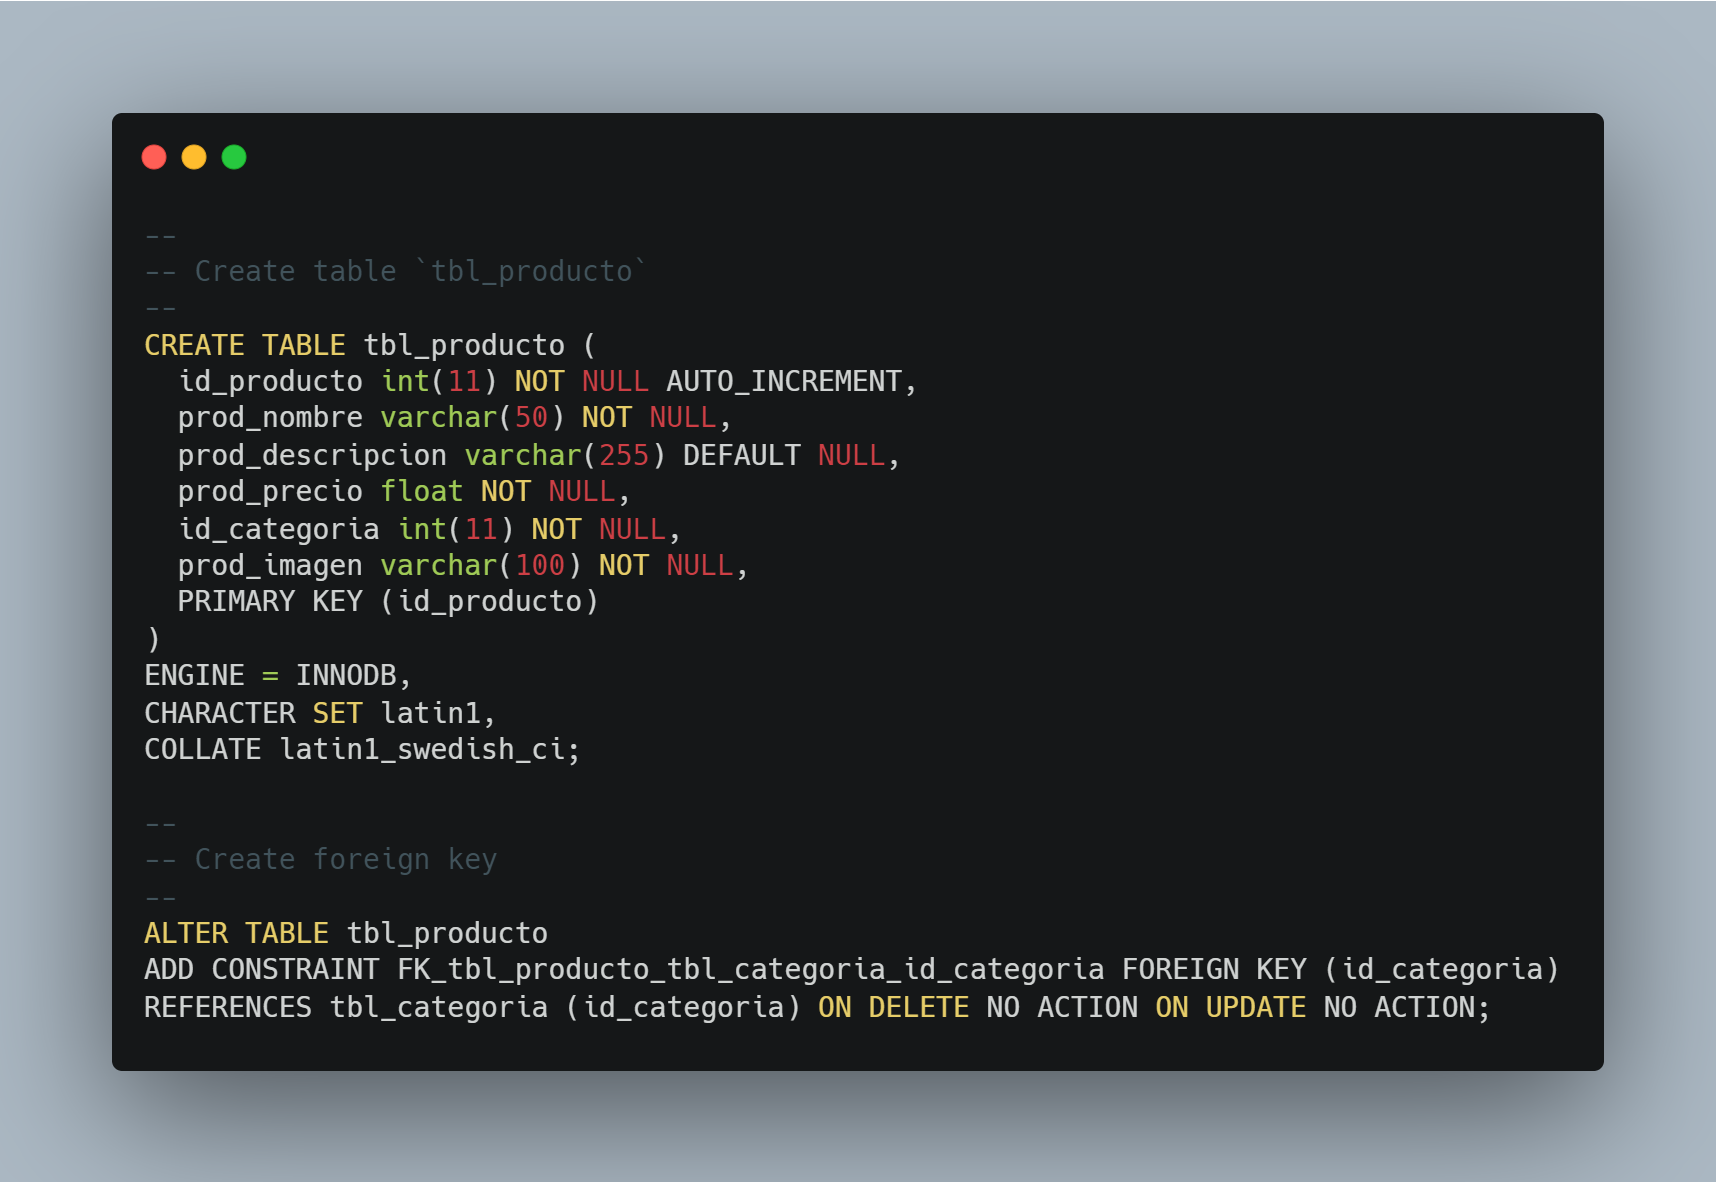 --
-- Create table `tbl_producto`
--
CREATE TABLE tbl_producto (
  id_producto int(11) NOT NULL AUTO_INCREMENT,
  prod_nombre varchar(50) NOT NULL,
  prod_descripcion varchar(255) DEFAULT NULL,
  prod_precio float NOT NULL,
  id_categoria int(11) NOT NULL,
  prod_imagen varchar(100) NOT NULL,
  PRIMARY KEY (id_producto)
)
ENGINE = INNODB,
CHARACTER SET latin1,
COLLATE latin1_swedish_ci;

--
-- Create foreign key
--
ALTER TABLE tbl_producto
ADD CONSTRAINT FK_tbl_producto_tbl_categoria_id_categoria FOREIGN KEY (id_categoria)
REFERENCES tbl_categoria (id_categoria) ON DELETE NO ACTION ON UPDATE NO ACTION;